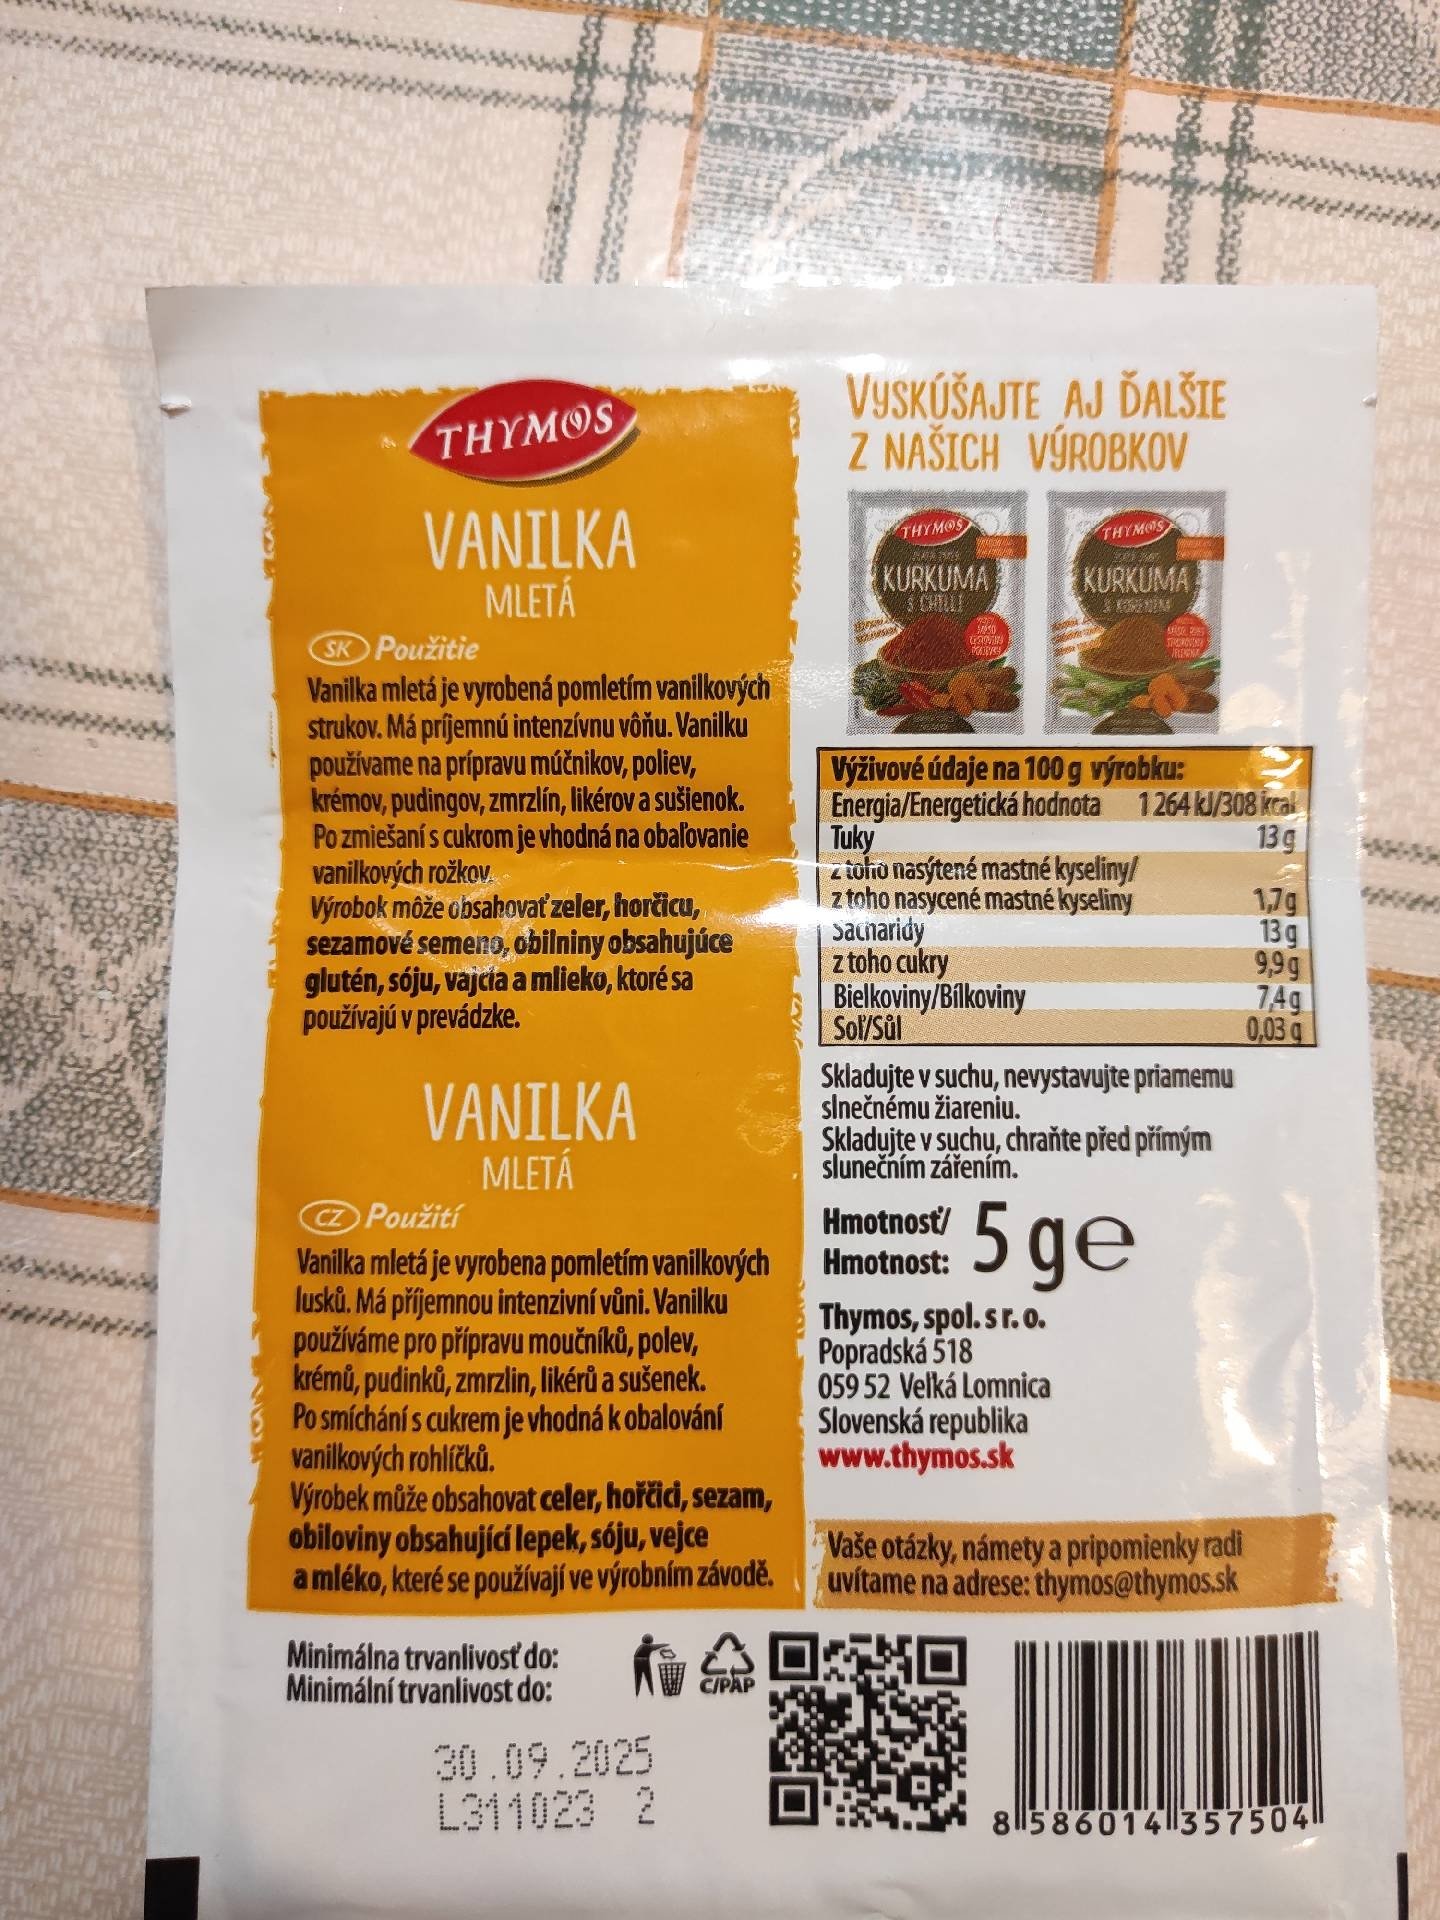 THYMOS
VANILKA
MLETÁ
SK Použitie
Vanilka mletá je vyrobená pomletím vanilkových
strukov. Má príjemnú intenzívnu vôňu. Vanilku
používame na prípravu múčnikov, poliev,
krémov, pudingov, zmrzlín, likérov a sušienok.
Po zmiešaní s cukrom je vhodná na obaľovanie
vanilkových rožkov.
Výrobok môže obsahovať zeler, horčicu,
sezamové semeno, obilniny obsahujúce
glutén, sóju, vajcia a mlieko, ktoré sa
používajú v prevádzke.
VANILKA
MLETÁ
CZ Použití
Vanilka mletá je vyrobena pomletím vanilkových
lusků. Má příjemnou intenzivní vůni. Vanilku
používáme pro přípravu moučníků, polev,
krémů, pudinků, zmrzlin, likérů a sušenek.
Po smíchání s cukrem je vhodná k obalování
vanilkových rohlíčků.
Výrobek může obsahovat celer, hořčici, sezam,
obiloviny obsahující lepek, sóju, vejce
a mléko, které se používají ve výrobním závodě.
Minimálna trvanlivosť do:
Minimální trvanlivost do:
30.09.2025
L311023 2
C/PAP
VYSKÚŠAJTE AJ ĎALŠIE
Z NAŠICH VÝROBKOV
THYMOS
KURKUMA
S CHILLI
THYMOS
KURKUMA
S KORENÍM
Výživové údaje na 100 g výrobku:
Energia/Energetická hodnota 1 264 kJ/308 kcal
Tuky 13 g
z toho nasýtené mastné kyseliny/
z toho nasycené mastné kyseliny 1,7 g
Sacharidy 13 g
z toho cukry 9,9 g
Bielkoviny/Bílkoviny 7,4 g
Soľ/Sůl 0,03 g
Skladujte v suchu, nevystavujte priamemu
slnečnému žiareniu.
Skladujte v suchu, chraňte před přímým
slunečním zářením.
Hmotnosť/
Hmotnost: 5 g e
Thymos, spol. s r. o.
Popradská 518
059 52 Veľká Lomnica
Slovenská republika
www.thymos.sk
Vaše otázky, námety a pripomienky radi
uvítame na adrese: thymos@thymos.sk
8 586014 357504